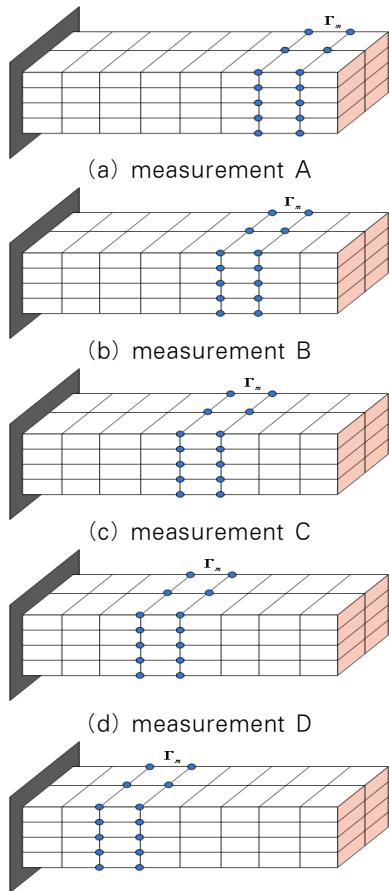 Γm
(a) measurement A
Γm
(b) measurement B
Γm
(c) measurement C
Γm
(d) measurement D
Γm